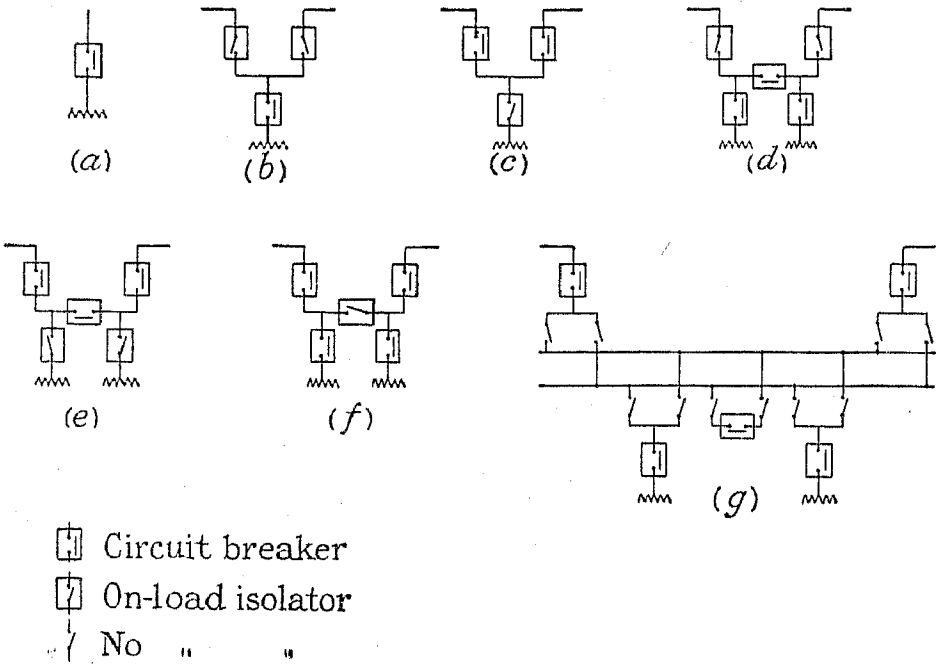 (a)
(b)
(c)
(d)
(e)
(f)
(g)
Circuit breaker
On-load isolator
No " "